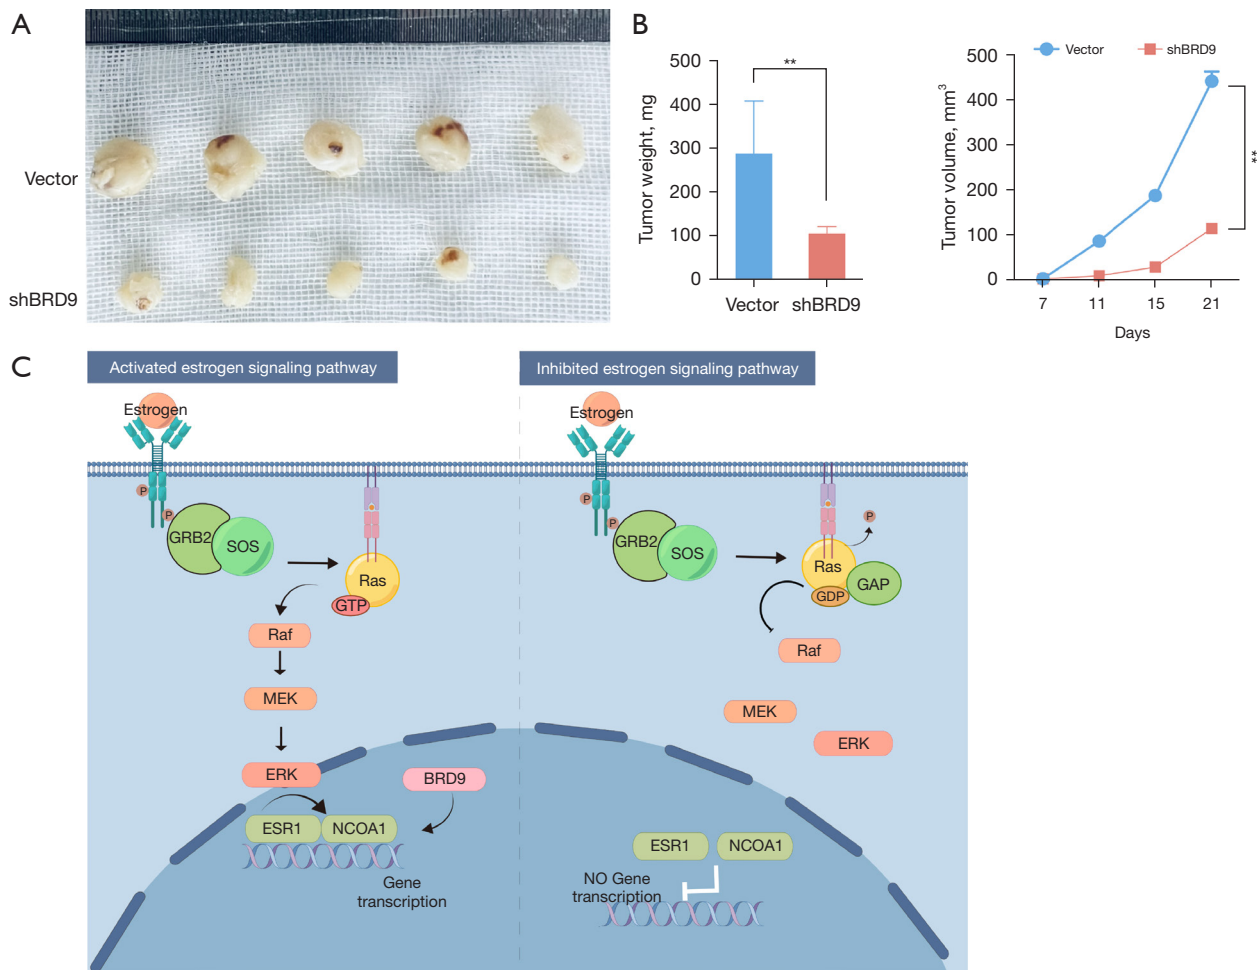 A
Vector
shBRD9
B
Tumor weight, mg
500
400
300
200
100
0
**
Vector
shBRD9
Tumor volume, mm³
500
400
300
200
100
0
Vector
shBRD9
**
7
11
15
21
Days
C
Activated estrogen signaling pathway
Estrogen
P
P
GRB2
SOS
Ras
GTP
Raf
MEK
ERK
BRD9
ESR1
NCOA1
Gene
transcription
Inhibited estrogen signaling pathway
Estrogen
P
P
GRB2
SOS
P
Ras
GAP
GDP
Raf
MEK
ERK
ESR1
NCOA1
NO Gene
transcription